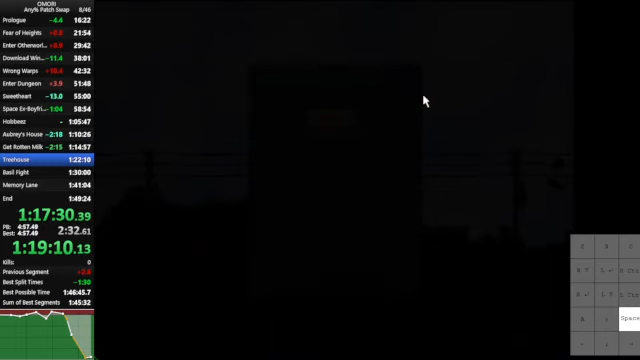 OMORI
Any% Patch Swap 8/46
Prologue -4.4 16:22
Fear of Heights +0.8 21:54
Enter Otherworl... 29:42
Download Win... -11.4 38:01
Wrong Warps +10.4 42:32
Enter Dungeon +3.9 51:48
Sweetheart -13.0 55:00
Space Ex-Boyfri... -1:04 58:54
Hobbeez - 1:05:47
Aubrey's House -2:18 1:10:26
Get Rotten Milk -2:15 1:14:57
Treehouse 1:22:10
Basil Fight 1:30:00
Memory Lane 1:41:04
End 1:49:24
1:17:30.39
PB: 4:57.49
Best: 4:57.49 2:32.61
1:19:10.13
Kills: 0
Previous Segment +2.8
Best Split Times -1:30
Best Possible Time 1:46:45.7
Sum of Best Segments 1:45:32
Space